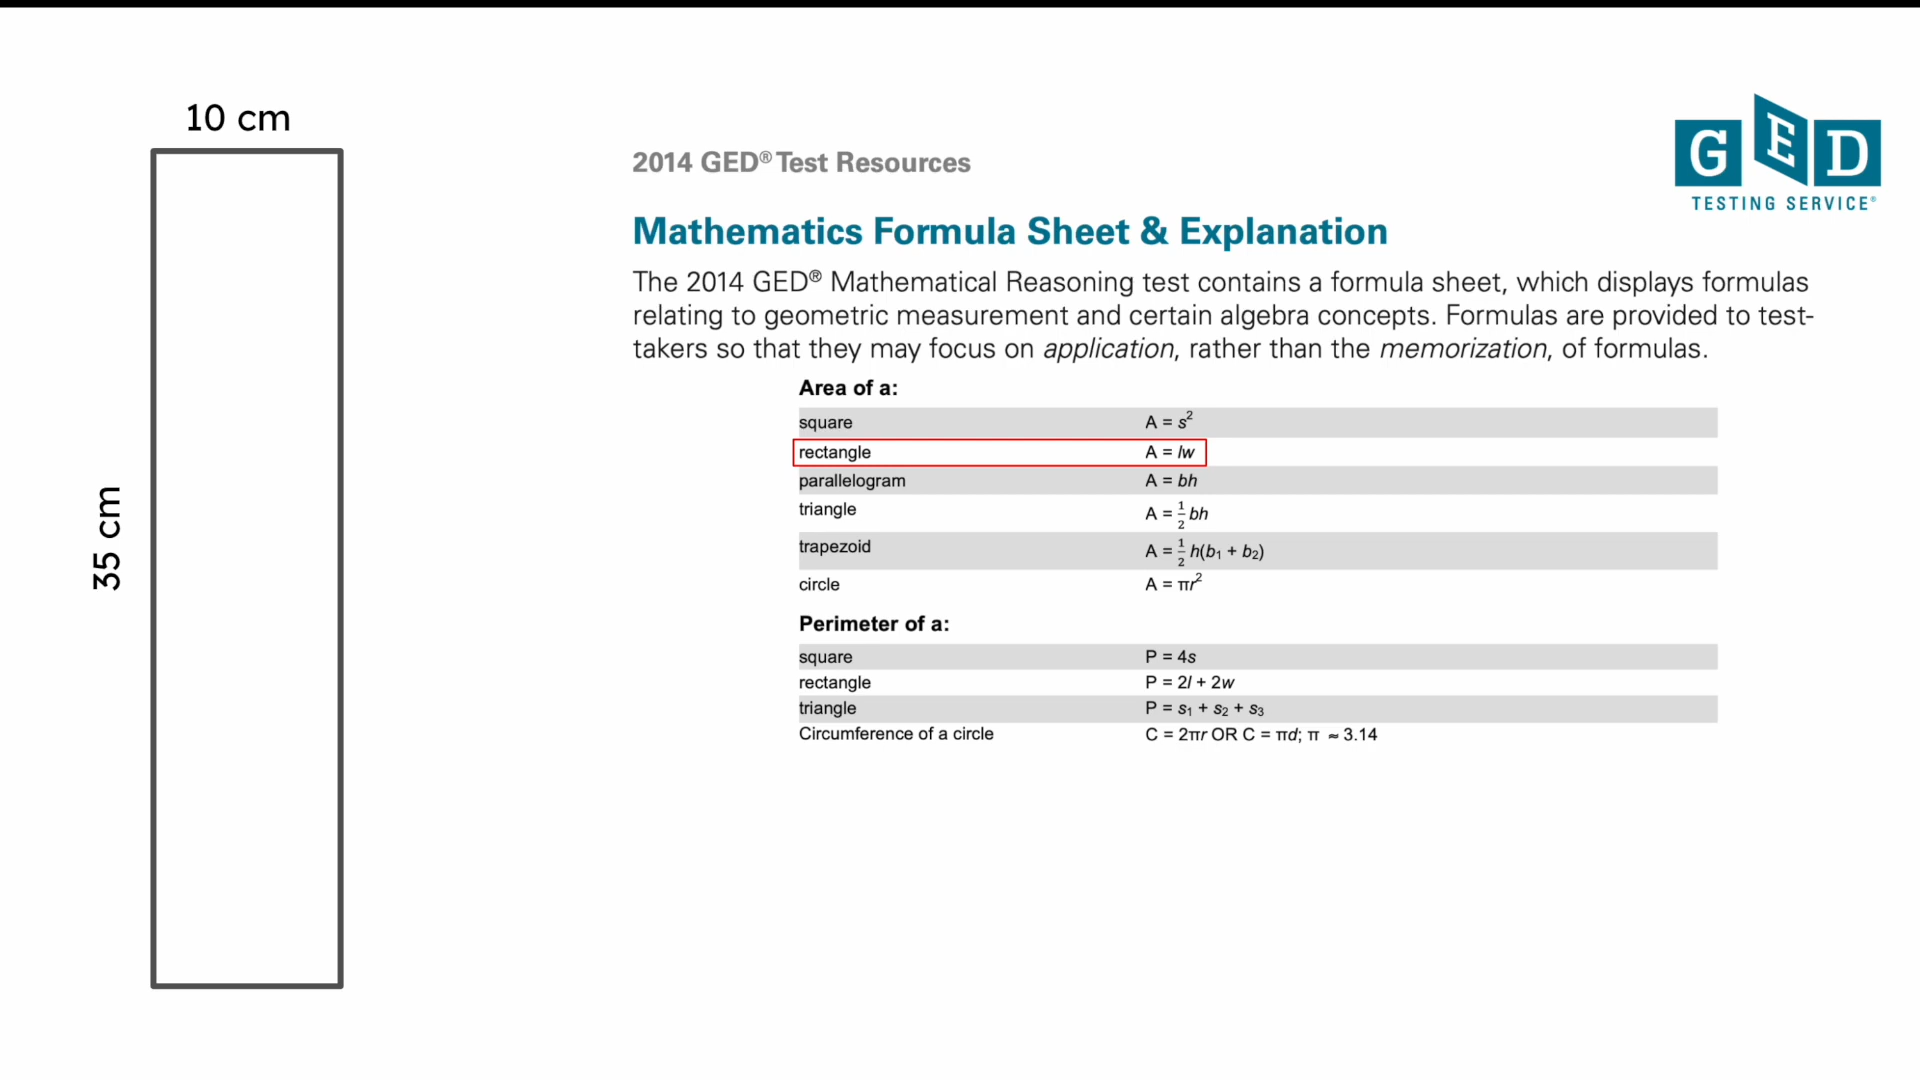 10 cm
35 cm
2014 GED® Test Resources
GED
TESTING SERVICE®
Mathematics Formula Sheet & Explanation
The 2014 GED® Mathematical Reasoning test contains a formula sheet, which displays formulas
relating to geometric measurement and certain algebra concepts. Formulas are provided to test-
takers so that they may focus on application, rather than the memorization, of formulas.
Area of a:
square A = s²
rectangle A = lw
parallelogram A = bh
triangle A = ½ bh
trapezoid A = ½ h(b₁ + b₂)
circle A = πr²
Perimeter of a:
square P = 4s
rectangle P = 2l + 2w
triangle P = s₁ + s₂ + s₃
Circumference of a circle C = 2πr OR C = πd; π ≈ 3.14